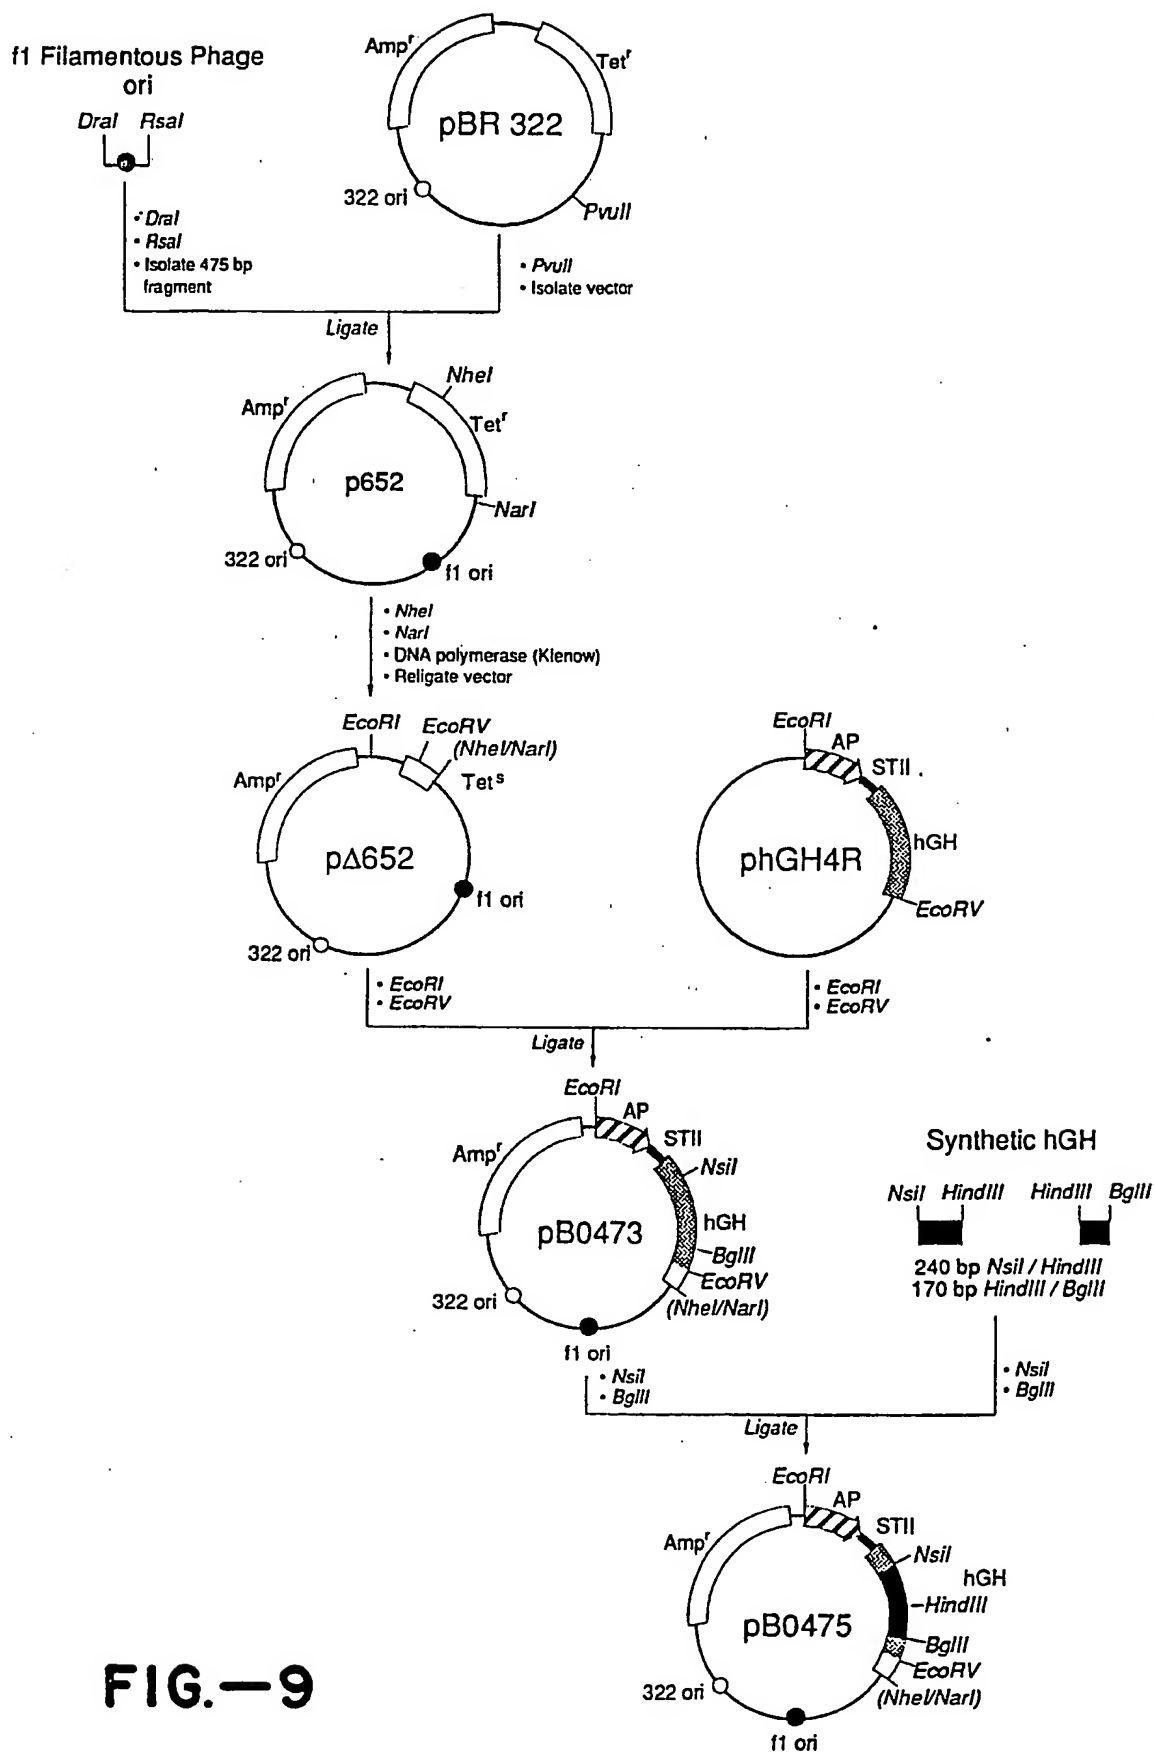 f1 Filamentous Phage
ori
DraI RsaI
• DraI
• RsaI
• Isolate 475 bp
fragment
Ampʳ
Tetʳ
pBR 322
322 ori
PvuII
• PvuII
• Isolate vector
Ligate
NheI
Ampʳ
Tetʳ
p652
NarI
322 ori
f1 ori
• NheI
• NarI
• DNA polymerase (Klenow)
• Religate vector
EcoRI EcoRV
(NheI/NarI)
Ampʳ
Tet ˢ
pΔ652
f1 ori
322 ori
• EcoRI
• EcoRV
EcoRI
AP
STII
hGH
phGH4R
EcoRV
• EcoRI
• EcoRV
Ligate
EcoRI
AP
STII
Ampʳ
NsiI
hGH
pB0473
BglII
EcoRV
(NheI/NarI)
322 ori
f1 ori
• NsiI
• BglII
Synthetic hGH
NsiI HindIII HindIII BglII
240 bp NsiI / HindIII
170 bp HindIII / BglII
• NsiI
• BglII
Ligate
EcoRI
AP
STII
Ampʳ
NsiI
hGH
HindIII
pB0475
BglII
EcoRV
(NheI/NarI)
322 ori
f1 ori
FIG.—9